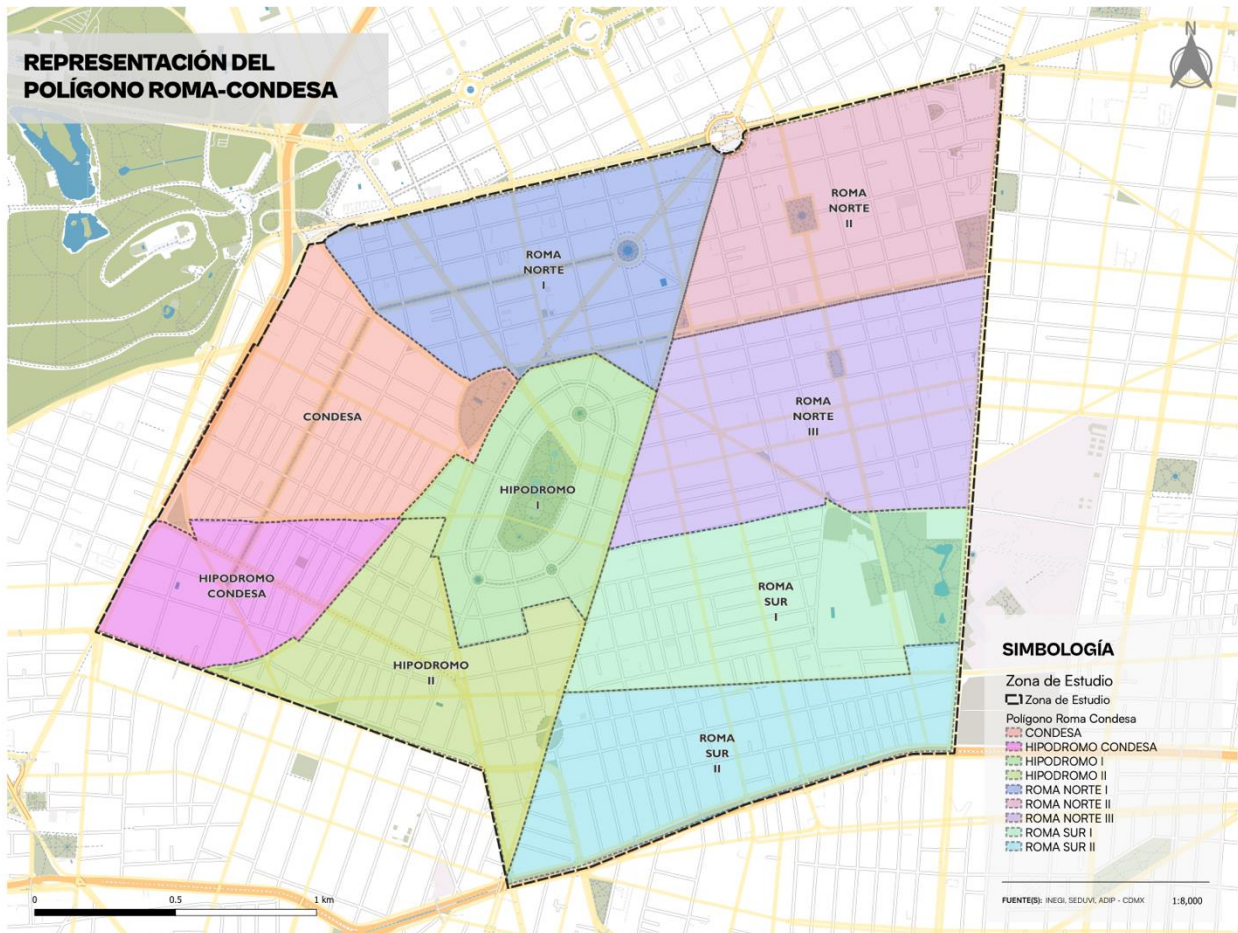 REPRESENTACIÓN DEL
POLÍGONO ROMA-CONDESA
N
ROMA
NORTE
II
ROMA
NORTE
I
CONDESA
ROMA
NORTE
III
HIPODROMO
I
HIPODROMO
CONDESA
ROMA
SUR
I
HIPODROMO
II
ROMA
SUR
II
SIMBOLOGÍA
Zona de Estudio
Zona de Estudio
Polígono Roma Condesa
CONDESA
HIPODROMO CONDESA
HIPODROMO I
HIPODROMO II
ROMA NORTE I
ROMA NORTE II
ROMA NORTE III
ROMA SUR I
ROMA SUR II
FUENTE(S): INEGI, SEDUVI, ADIP - CDMX 1:8,000
0 0.5 1 km